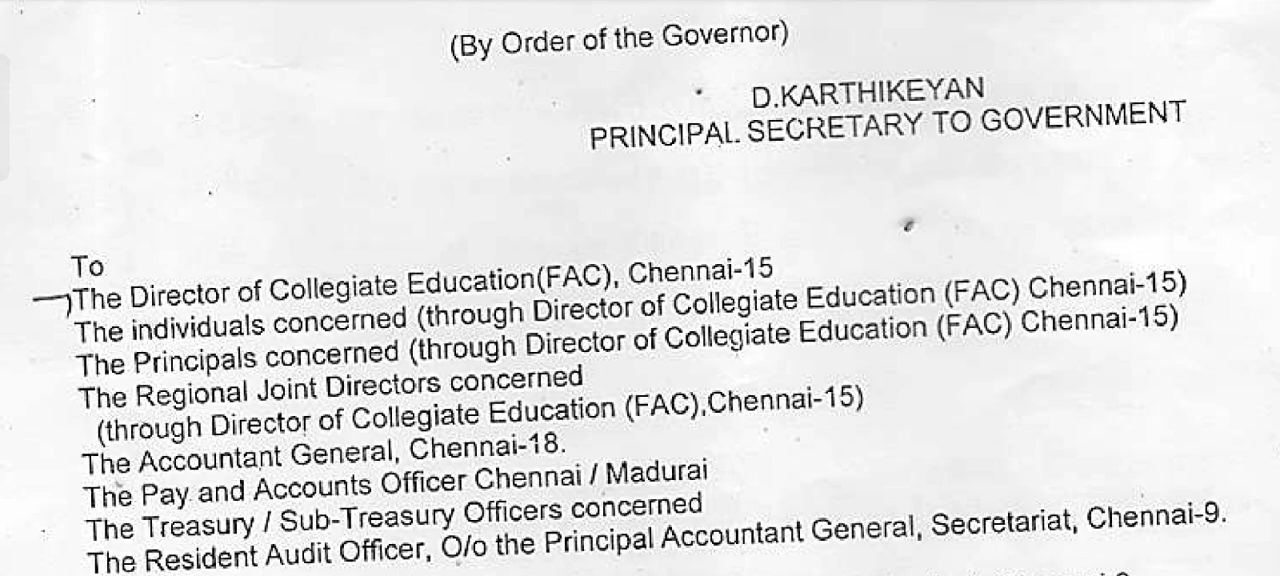 (By Order of the Governor)
D.KARTHIKEYAN
PRINCIPAL SECRETARY TO GOVERNMENT
To
The Director of Collegiate Education(FAC), Chennai-15
The individuals concerned (through Director of Collegiate Education (FAC) Chennai-15)
The Principals concerned (through Director of Collegiate Education (FAC) Chennai-15)
The Regional Joint Directors concerned
(through Director of Collegiate Education (FAC),Chennai-15)
The Accountant General, Chennai-18.
The Pay and Accounts Officer Chennai / Madurai
The Treasury / Sub-Treasury Officers concerned
The Resident Audit Officer, O/o the Principal Accountant General, Secretariat, Chennai-9.